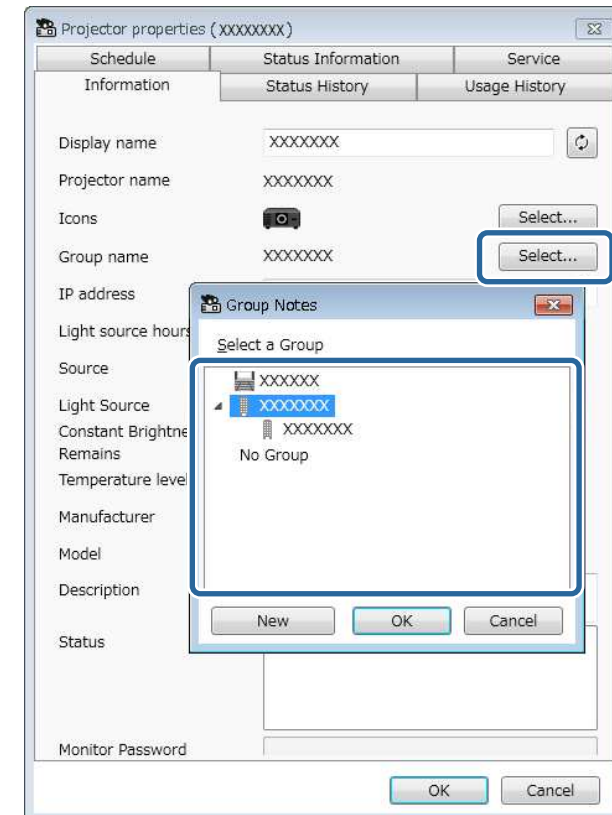 Projector properties (XXXXXXXX)
Schedule Status Information Service
Information Status History Usage History
Display name XXXXXXX
Projector name XXXXXXX
Icons Select...
Group name XXXXXXX Select...
IP address
Group Notes
Light source hours
Select a Group
Source
XXXXXX
Light Source XXXXXXX
Constant Brightne XXXXXXX
Remains No Group
Temperature level
Manufacturer
Model
Description
New OK Cancel
Status
Monitor Password
OK Cancel